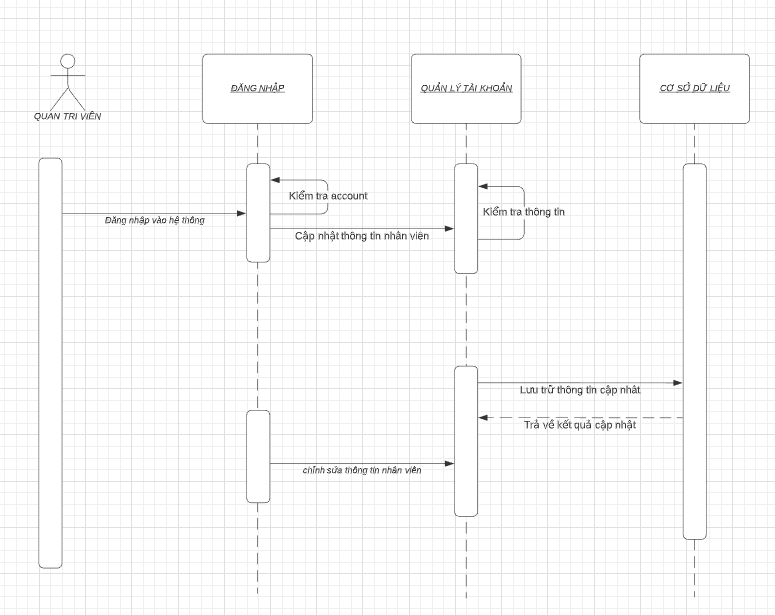 QUAN TRI VIÊN
ĐĂNG NHẬP
QUẢN LÝ TÀI KHOẢN
CƠ SỞ DỮ LIỆU
Kiểm tra account
Đăng nhập vào hệ thống
Cập nhật thông tin nhân viên
Kiểm tra thông tin
Lưu trữ thông tin cập nhât
Trả về kết quả cập nhật
chỉnh sửa thông tin nhân viên